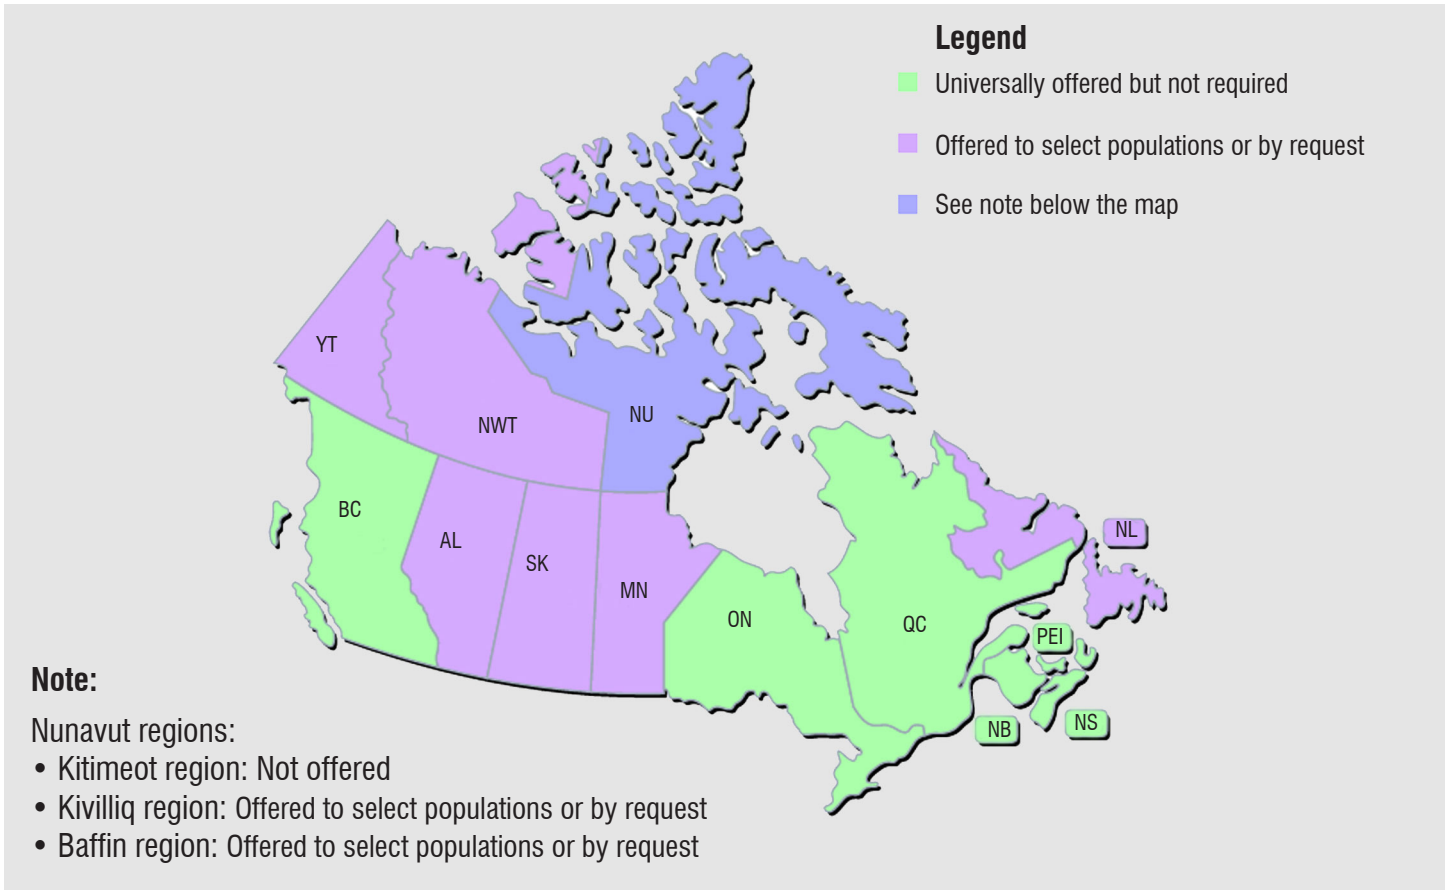 Legend
Universally offered but not required
Offered to select populations or by request
See note below the map
YT
NWT
NU
BC
AL
SK
MN
ON
QC
NL
PEI
NB
NS
Note:
Nunavut regions:
• Kitimeot region: Not offered
• Kivilliq region: Offered to select populations or by request
• Baffin region: Offered to select populations or by request